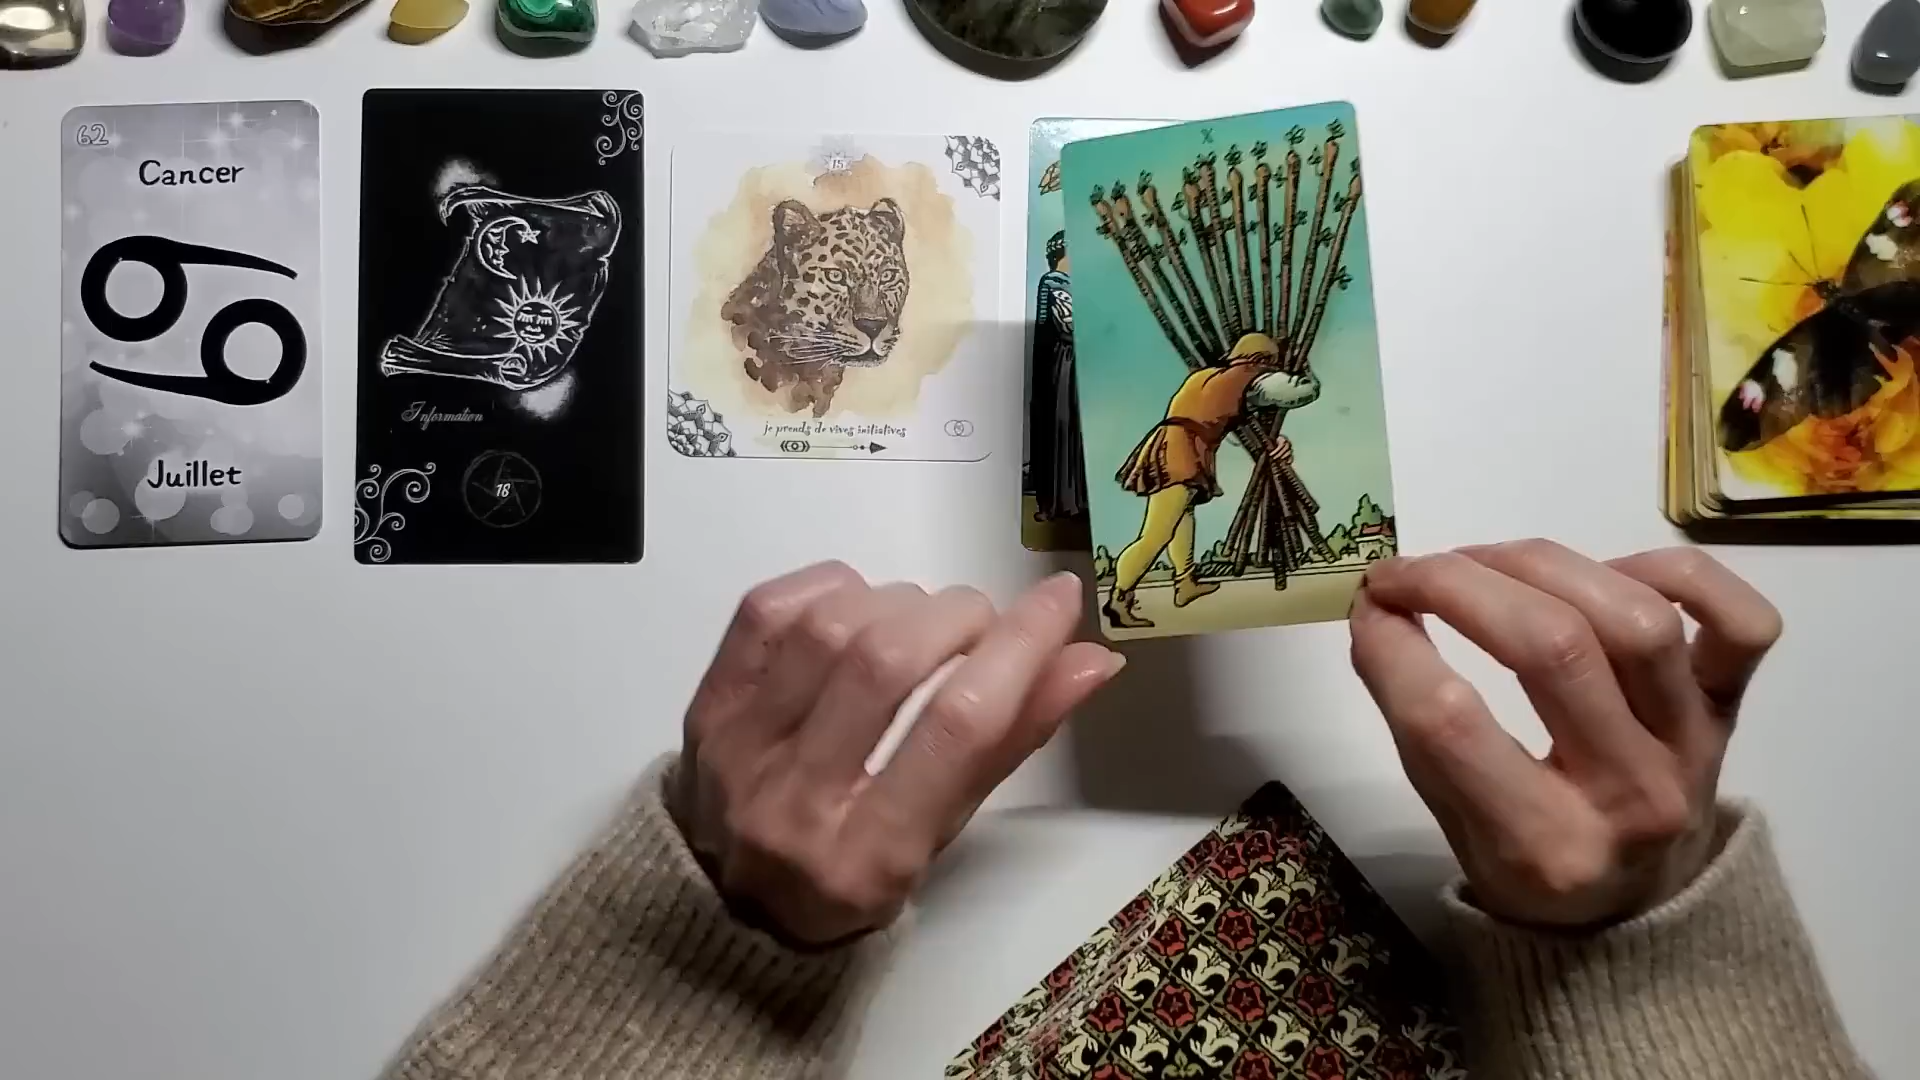 62
Cancer
Juillet
Information
18
15
je prends de vives initiatives
X